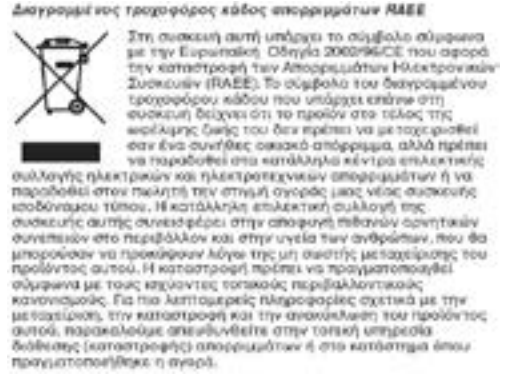 Διαγραμμένος τροχοφόρος κάδος απορριμμάτων RAEE
Στη συσκευή αυτή υπάρχει το σύμβολο σύμφωνα
με την Ευρωπαϊκή Οδηγία 2002/96/CE που αφορά
την καταστροφή των Απορριμμάτων Ηλεκτρονικών
Συσκευών (RAEE). Το σύμβολο του διαγραμμένου
τροχοφόρου κάδου που υπάρχει επάνω στη
συσκευή δείχνει ότι το προϊόν στο τέλος της
ωφέλιμης ζωής του δεν πρέπει να μεταχειρισθεί
σαν ένα συνήθες οικιακό απόρριμμα, αλλά πρέπει
να παραδοθεί στα κατάλληλα κέντρα επιλεκτικής
συλλογής ηλεκτρικών και ηλεκτροτεχνικών απορριμμάτων ή να
παραδοθεί στον πωλητή την στιγμή αγοράς μιας νέας συσκευής
ισοδύναμου τύπου. Η κατάλληλη επιλεκτική συλλογή της
συσκευής αυτής συνεισφέρει στην αποφυγή πιθανών αρνητικών
συνεπειών στο περιβάλλον και στην υγεία των ανθρώπων, που θα
μπορούσαν να προκύψουν λόγω της μη σωστής μεταχείρισης του
προϊόντος αυτού. Η καταστροφή πρέπει να πραγματοποιηθεί
σύμφωνα με τους ισχύοντες τοπικούς περιβαλλοντικούς
κανονισμούς. Για πιο λεπτομερείς πληροφορίες σχετικά με την
μεταχείριση, την καταστροφή και την ανακύκλωση του προϊόντος
αυτού, παρακαλούμε απευθυνθείτε στην τοπική υπηρεσία
διάθεσης (καταστροφής) απορριμμάτων ή στο κατάστημα όπου
πραγματοποιήθηκε η αγορά.